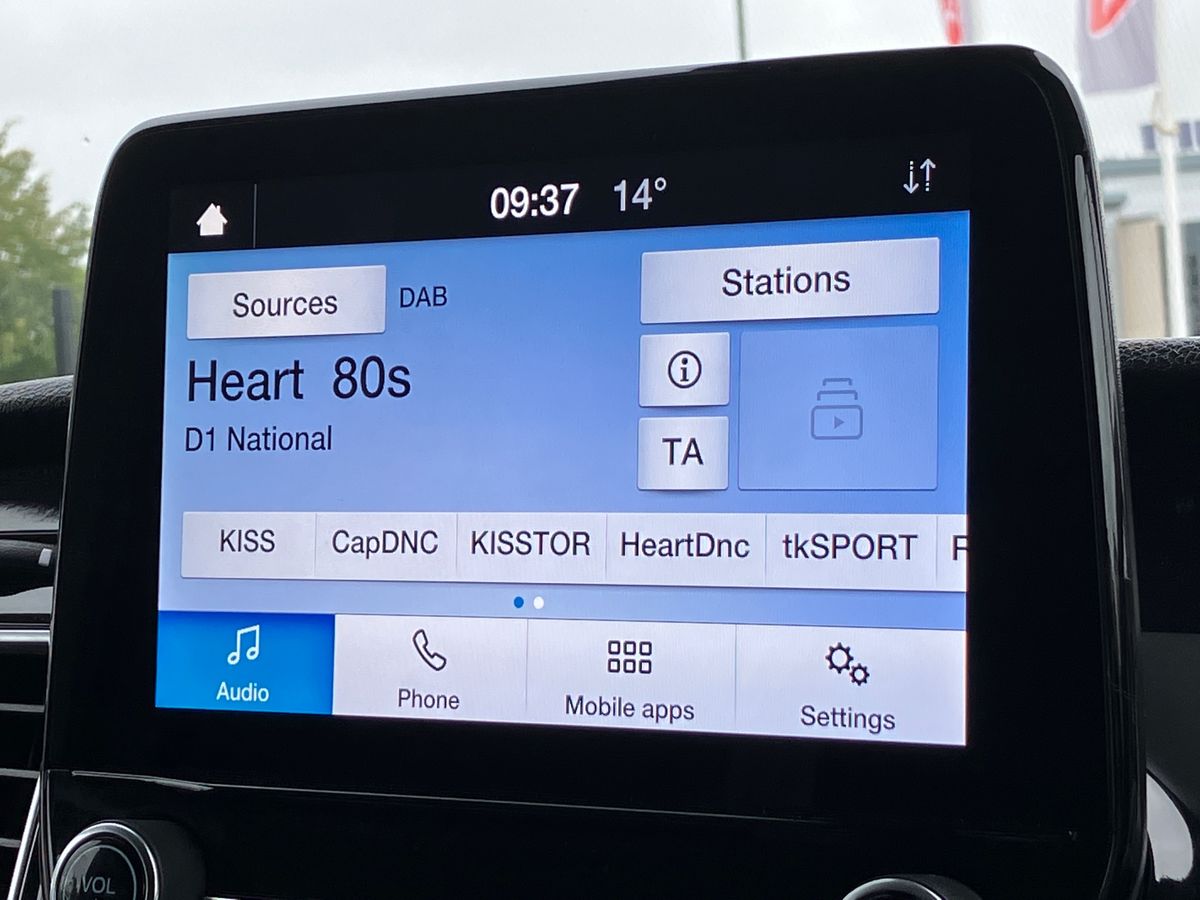 09:37 14°
Sources DAB Stations
Heart 80s
D1 National
TA
KISS CapDNC KISSTOR HeartDnc tkSPORT
Audio Phone Mobile apps Settings
VOL